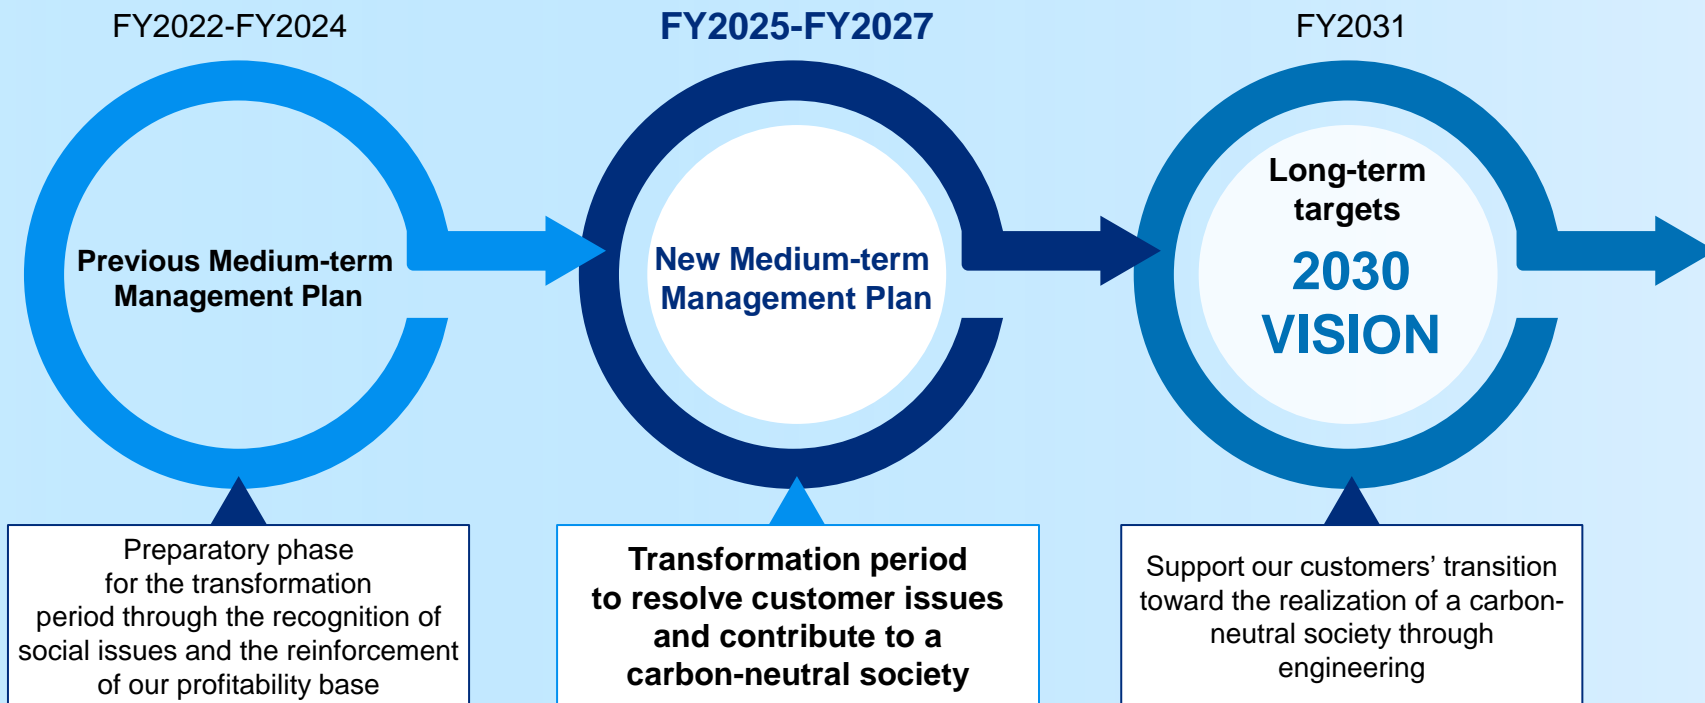 FY2022-FY2024
Previous Medium-term
Management Plan
Preparatory phase
for the transformation
period through the recognition of
social issues and the reinforcement
of our profitability base
FY2025-FY2027
New Medium-term
Management Plan
Transformation period
to resolve customer issues
and contribute to a
carbon-neutral society
FY2031
Long-term
targets
2030
VISION
Support our customers’ transition
toward the realization of a carbon-
neutral society through
engineering